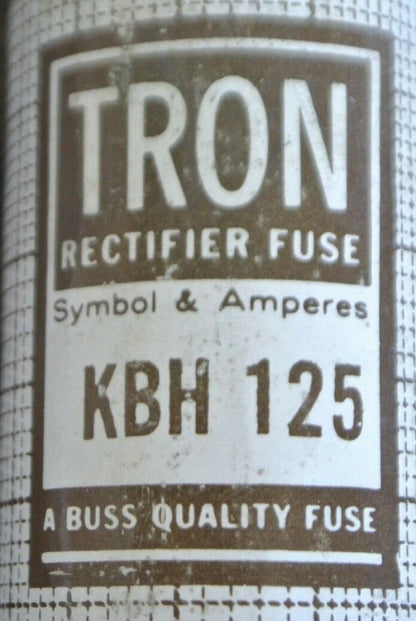 TRON
RECTIFIER FUSE
Symbol & Amperes
KBH 125
A BUSS QUALITY FUSE